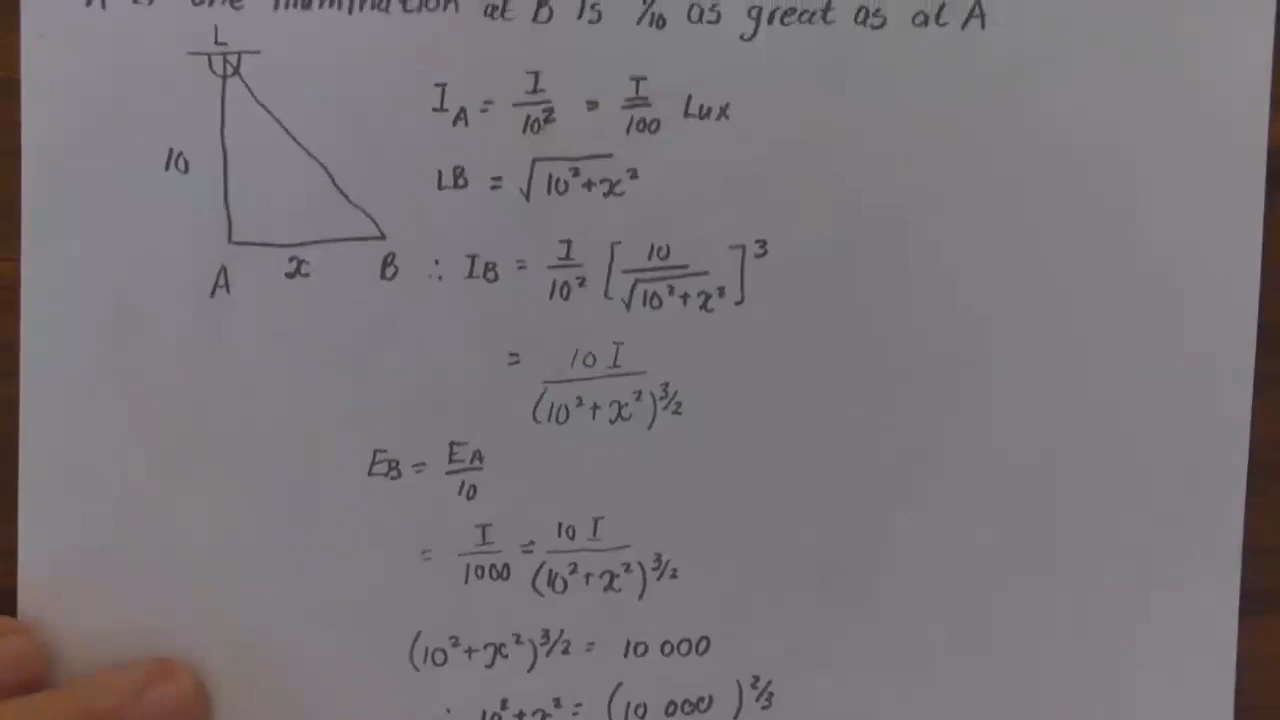 illumination at B is 1/10 as great as at A
L
I_A = I/10² = I/100 Lux
10
LB = √(10²+x²)
A x B ∴ I_B = I/10² [10/√(10²+x²)]³
= 10 I/(10²+x²)^3/2
E_B = E_A/10
= I/1000 = 10 I/(10²+x²)^3/2
(10²+x²)^3/2 = 10 000
∴ 10²+x² = (10 000)^2/3